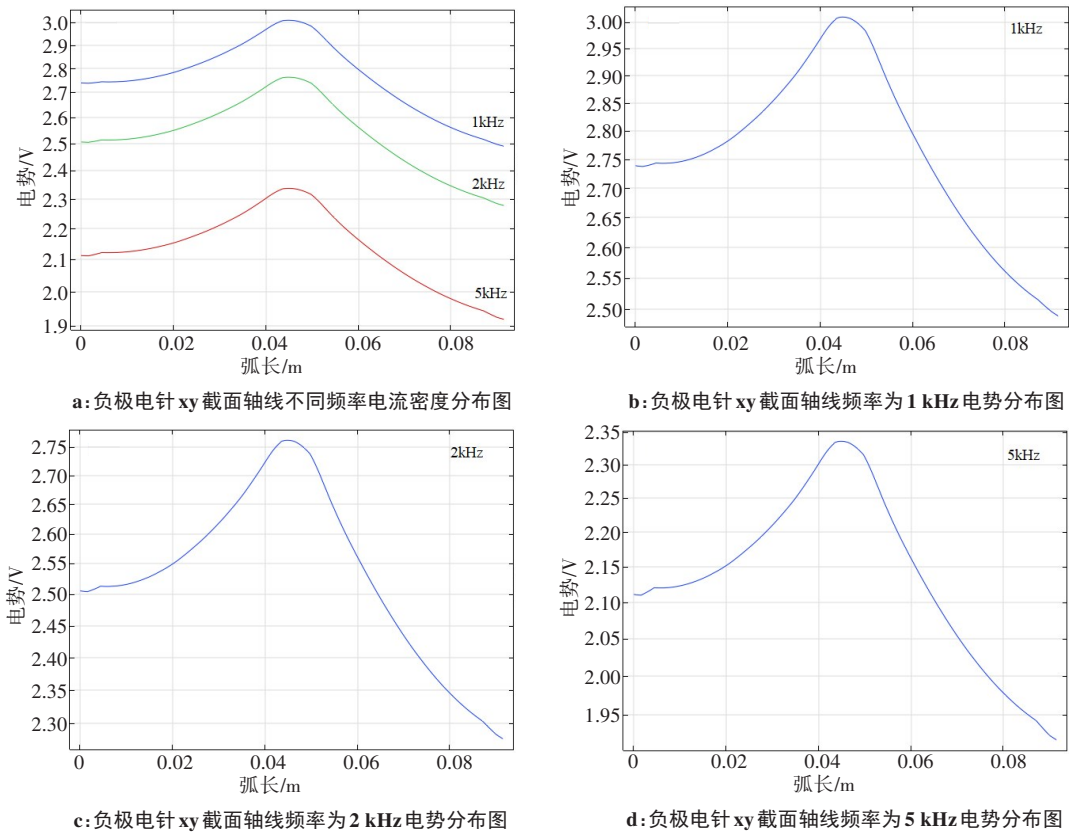 3.0
2.9
2.8
2.7
2.6
2.5
2.4
2.3
2.2
2.1
2.0
1.9
电势/V
1kHz
2kHz
5kHz
0 0.02 0.04 0.06 0.08
弧长/m
a:负极电针xy截面轴线不同频率电流密度分布图
3.00
2.95
2.90
2.85
2.80
2.75
2.70
2.65
2.60
2.55
2.50
电势/V
1kHz
0 0.02 0.04 0.06 0.08
弧长/m
b:负极电针xy截面轴线频率为1 kHz电势分布图
2.75
2.70
2.65
2.60
2.55
2.50
2.45
2.40
2.35
2.30
电势/V
2kHz
0 0.02 0.04 0.06 0.08
弧长/m
c:负极电针xy截面轴线频率为2 kHz电势分布图
2.35
2.30
2.25
2.20
2.15
2.10
2.05
2.00
1.95
电势/V
5kHz
0 0.02 0.04 0.06 0.08
弧长/m
d:负极电针xy截面轴线频率为5 kHz电势分布图